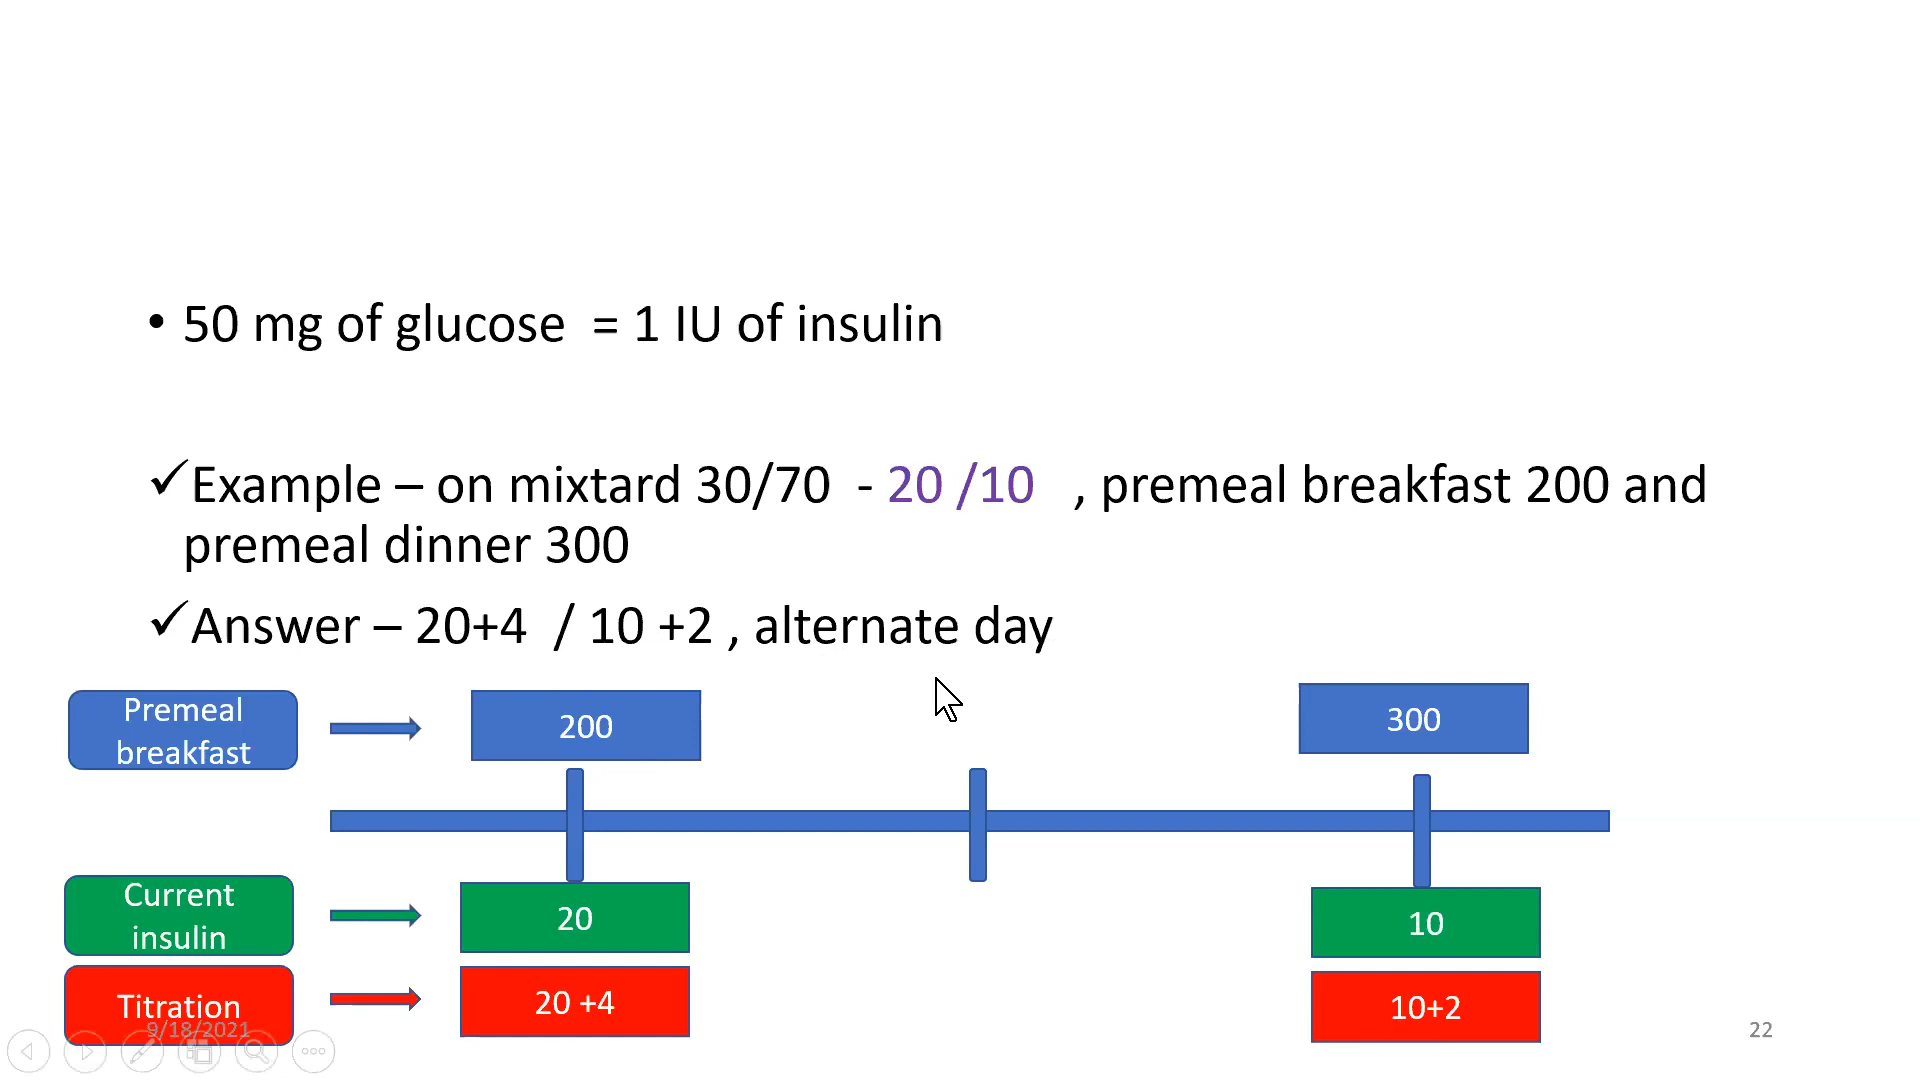 • 50 mg of glucose = 1 IU of insulin
✓Example – on mixtard 30/70 - 20 /10 , premeal breakfast 200 and
premeal dinner 300
✓Answer – 20+4 / 10 +2 , alternate day
Premeal
breakfast
200
300
Current
insulin
20
10
Titration
20 +4
10+2
9/18/2021
22